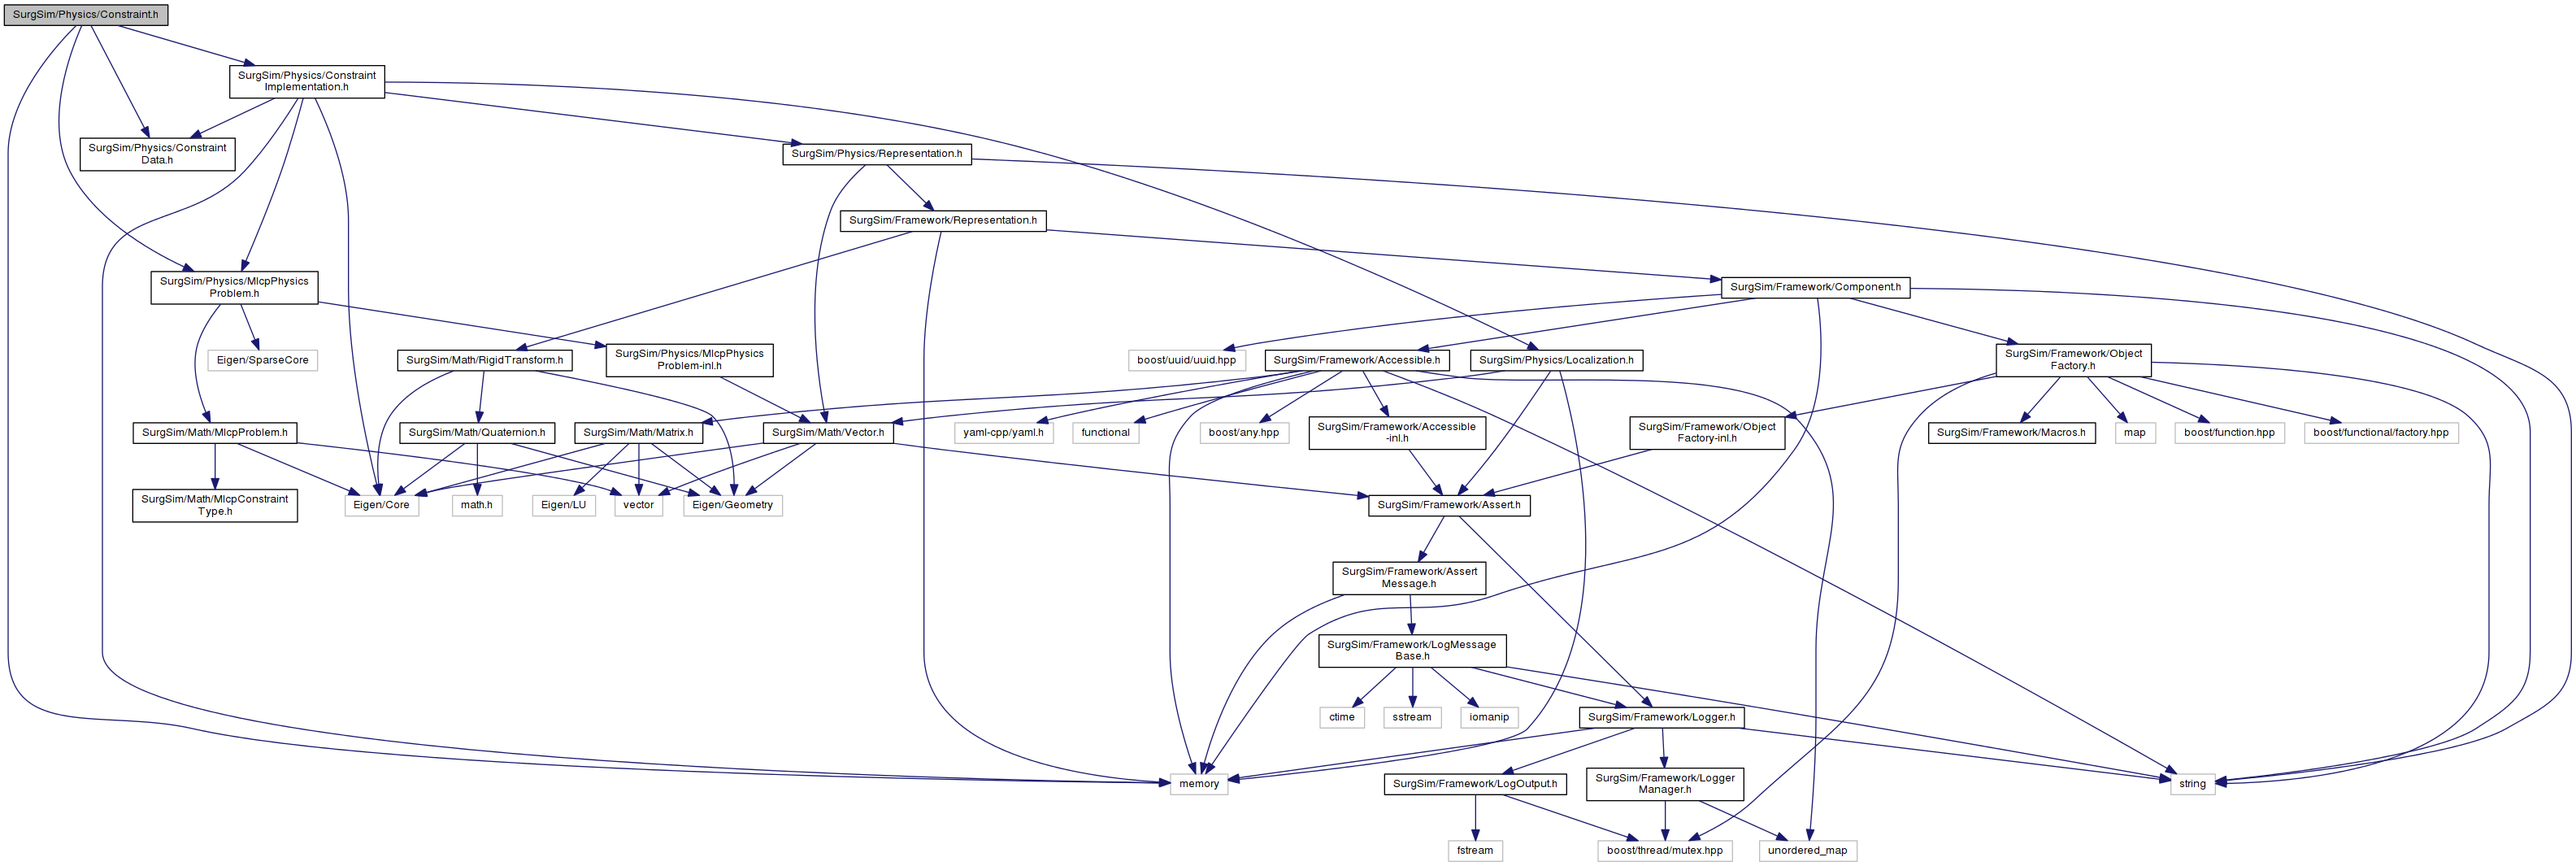 SurgSim/Physics/Constraint.h
SurgSim/Physics/Constraint
Implementation.h
SurgSim/Physics/Constraint
Data.h
SurgSim/Physics/Representation.h
SurgSim/Framework/Representation.h
SurgSim/Physics/MlcpPhysics
Problem.h
SurgSim/Framework/Component.h
Eigen/SparseCore
SurgSim/Math/RigidTransform.h
SurgSim/Physics/MlcpPhysics
Problem-inl.h
boost/uuid/uuid.hpp
SurgSim/Framework/Accessible.h
SurgSim/Physics/Localization.h
SurgSim/Framework/Object
Factory.h
SurgSim/Math/MlcpProblem.h
SurgSim/Math/Quaternion.h
SurgSim/Math/Matrix.h
SurgSim/Math/Vector.h
yaml-cpp/yaml.h
functional
boost/any.hpp
SurgSim/Framework/Accessible
-inl.h
SurgSim/Framework/Object
Factory-inl.h
SurgSim/Framework/Macros.h
map
boost/function.hpp
boost/functional/factory.hpp
SurgSim/Math/MlcpConstraint
Type.h
Eigen/Core
math.h
Eigen/LU
vector
Eigen/Geometry
SurgSim/Framework/Assert.h
SurgSim/Framework/Assert
Message.h
SurgSim/Framework/LogMessage
Base.h
ctime
sstream
iomanip
SurgSim/Framework/Logger.h
memory
SurgSim/Framework/LogOutput.h
SurgSim/Framework/Logger
Manager.h
string
fstream
boost/thread/mutex.hpp
unordered_map